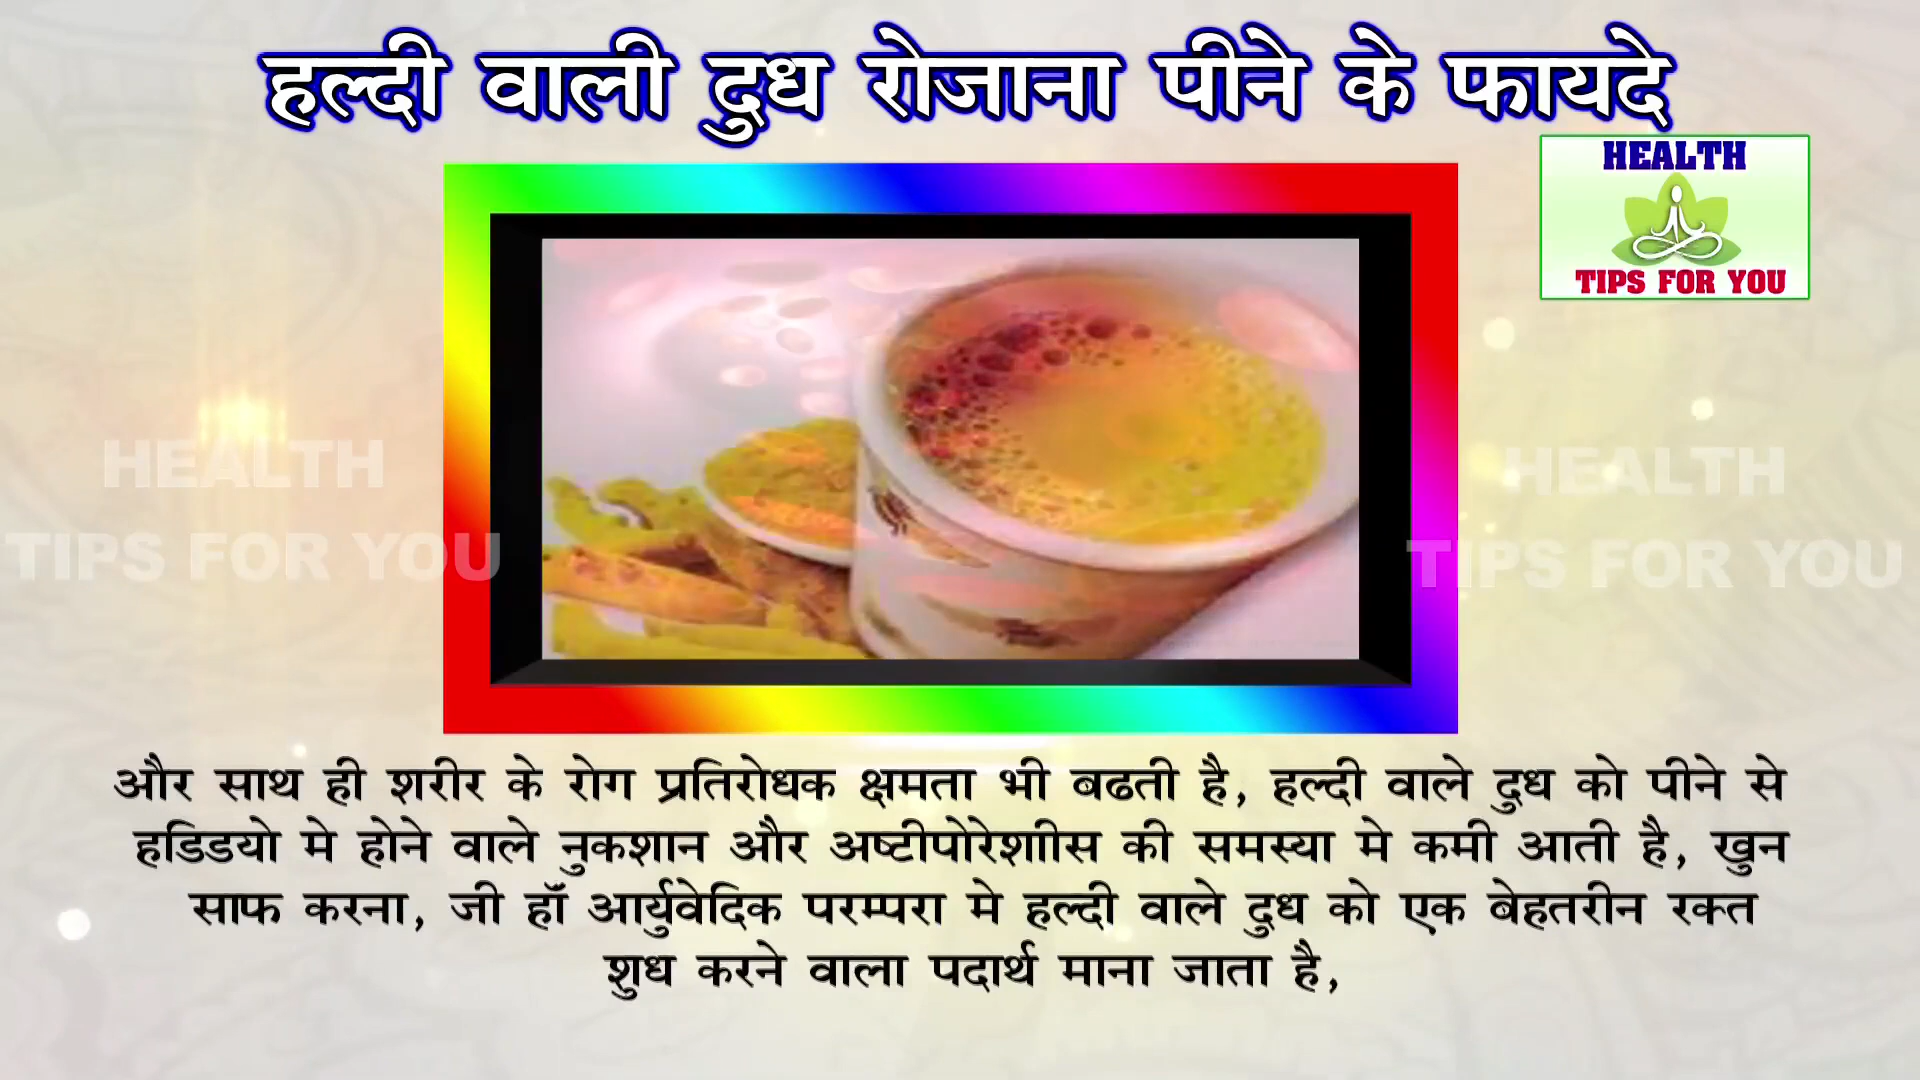 हल्दी वाली दुध रोजाना पीने के फायदे
HEALTH
TIPS FOR YOU
HEALTH
TIPS FOR YOU
HEALTH
TIPS FOR YOU
और साथ ही शरीर के रोग प्रतिरोधक क्षमता भी बढती है, हल्दी वाले दुध को पीने से
हडिडयो मे होने वाले नुकशान और अष्टीपोरेशाीस की समस्या मे कमी आती है, खुन
साफ करना, जी हॉ आर्युवेदिक परम्परा मे हल्दी वाले दुध को एक बेहतरीन रक्त
शुध करने वाला पदार्थ माना जाता है,